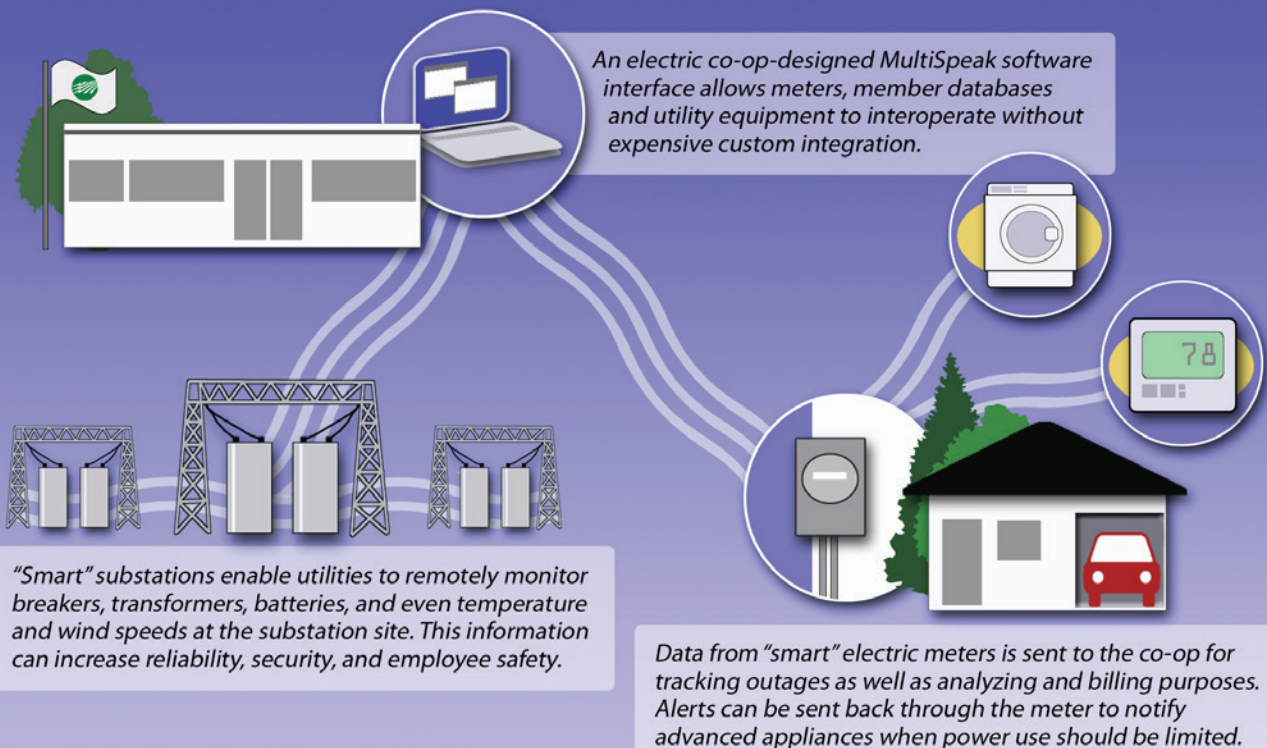 An electric co-op-designed MultiSpeak software
interface allows meters, member databases
and utility equipment to interoperate without
expensive custom integration.
78
"Smart" substations enable utilities to remotely monitor
breakers, transformers, batteries, and even temperature
and wind speeds at the substation site. This information
can increase reliability, security, and employee safety.
Data from "smart" electric meters is sent to the co-op for
tracking outages as well as analyzing and billing purposes.
Alerts can be sent back through the meter to notify
advanced appliances when power use should be limited.